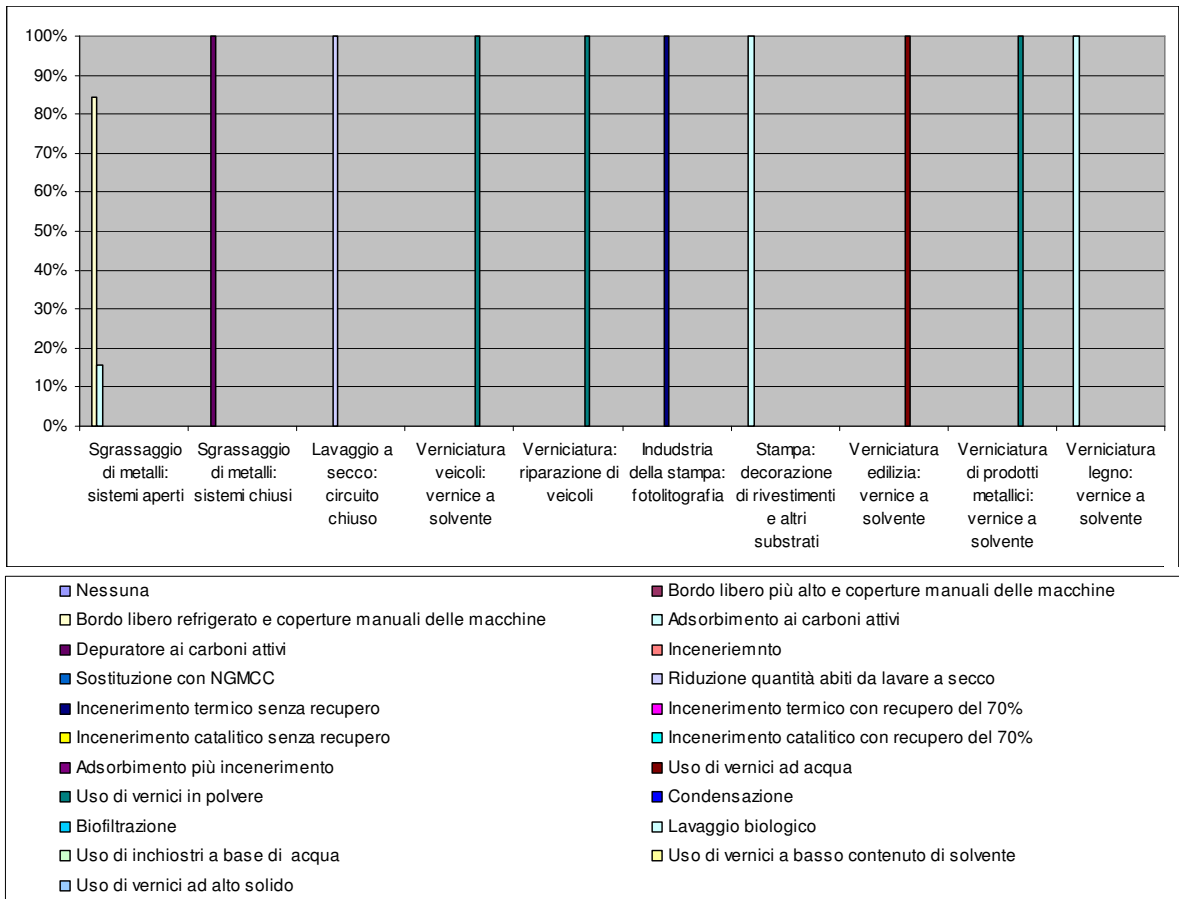 100%
90%
80%
70%
60%
50%
40%
30%
20%
10%
0%
Sgrassaggio
di metalli:
sistemi aperti
Sgrassaggio
di metalli:
sistemi chiusi
Lavaggio a
secco:
circuito
chiuso
Verniciatura
veicoli:
vernice a
solvente
Verniciatura:
riparazione di
veicoli
Indudstria
della stampa:
fotolitografia
Stampa:
decorazione
di rivestimenti
e altri
substrati
Verniciatura
edilizia:
vernice a
solvente
Verniciatura
di prodotti
metallici:
vernice a
solvente
Verniciatura
legno:
vernice a
solvente
Nessuna
Bordo libero più alto e coperture manuali delle macchine
Bordo libero refrigerato e coperture manuali delle macchine
Adsorbimento ai carboni attivi
Depuratore ai carboni attivi
Inceneriemnto
Sostituzione con NGMCC
Riduzione quantità abiti da lavare a secco
Incenerimento termico senza recupero
Incenerimento termico con recupero del 70%
Incenerimento catalitico senza recupero
Incenerimento catalitico con recupero del 70%
Adsorbimento più incenerimento
Uso di vernici ad acqua
Uso di vernici in polvere
Condensazione
Biofiltrazione
Lavaggio biologico
Uso di inchiostri a base di acqua
Uso di vernici a basso contenuto di solvente
Uso di vernici ad alto solido